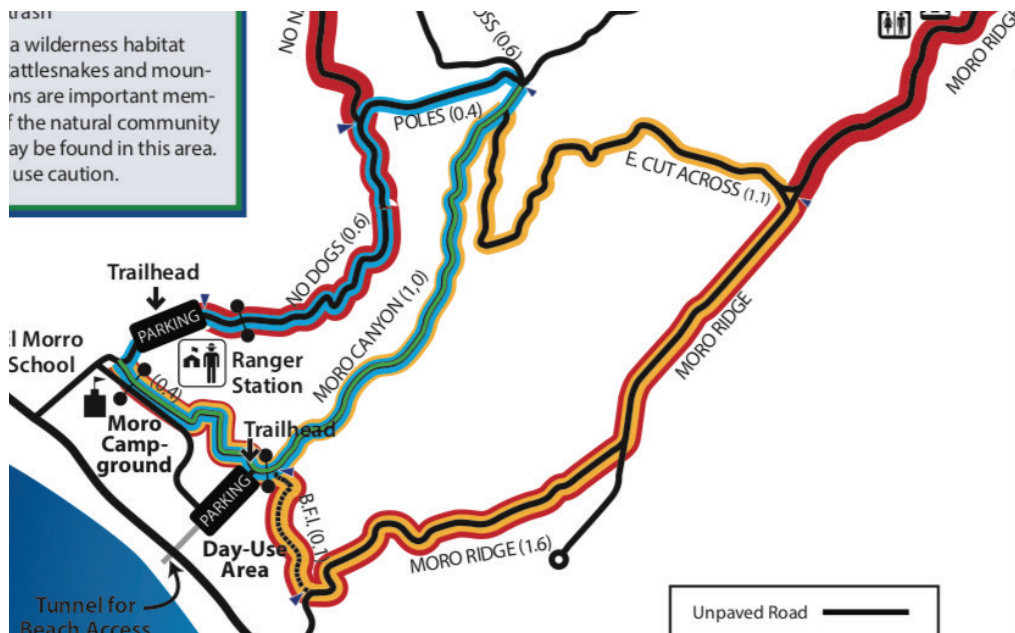 trash
a wilderness habitat
attlesnakes and moun-
ons are important mem-
f the natural community
ay be found in this area.
use caution.
NO N
OSS (0.6)
MORO RIDGE
POLES (0.4)
E. CUT ACROSS (1.1)
NO DOGS (0.6)
MORO CANYON (1,0)
MORO RIDGE
Trailhead
PARKING
El Morro
School
Ranger
Station
(0.4)
Moro
Camp-
ground
Trailhead
PARKING
B.F.I. (0.1)
Day-Use
Area
MORO RIDGE (1.6)
Tunnel for
Beach Access
Unpaved Road